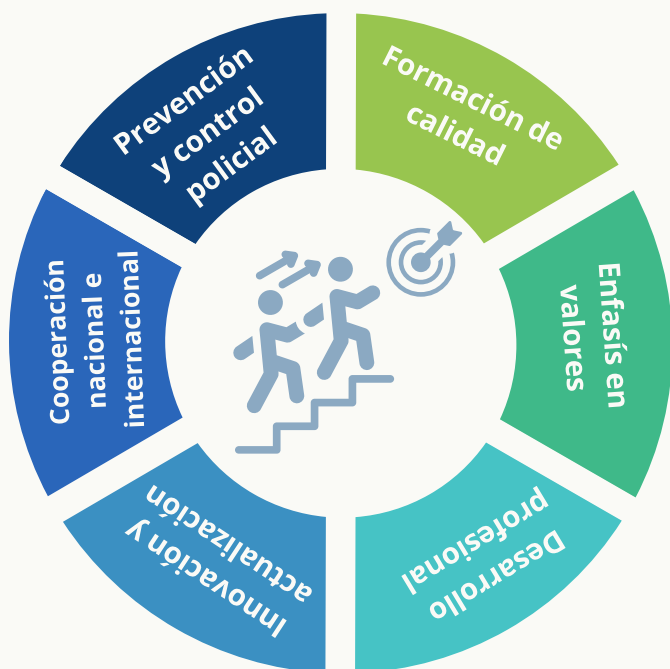 Formación de
calidad
Enfasís en
valores
Desarrollo
profesional
Innovación y
actualización
Cooperación
nacional e
internacional
Prevención
y control
policial